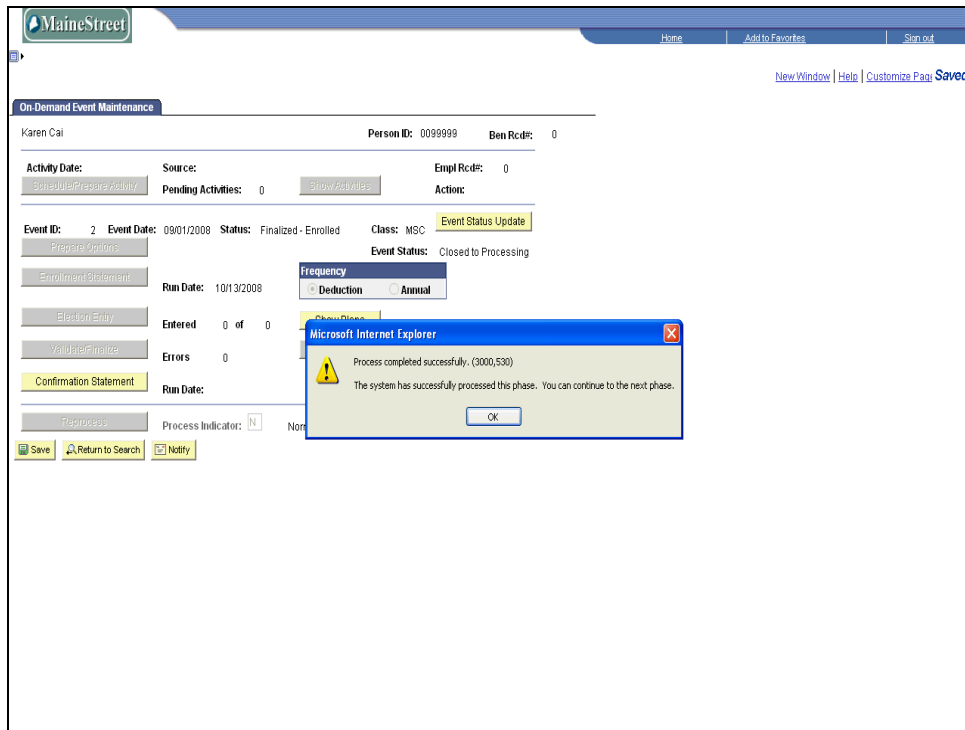 MaineStreet
Home Add to Favorites Sign out
New Window | Help | Customize Page Saved
On-Demand Event Maintenance
Karen Cai Person ID: 0099999 Ben Rcd#: 0
Activity Date: Source: Empl Rcd#: 0
Schedule/Prepare Activity Pending Activities: 0 Show Activities Action:
Event ID: 2 Event Date: 09/01/2008 Status: Finalized - Enrolled Class: MSC Event Status Update
Prepare Options Event Status: Closed to Processing
Enrollment Statement Run Date: 10/13/2008
Frequency
Deduction Annual
Election Entry Entered 0 of 0 Show Plans
Validate/Finalize Errors 0
Confirmation Statement Run Date:
Microsoft Internet Explorer
Process completed successfully. (3000,530)
The system has successfully processed this phase. You can continue to the next phase.
OK
Reprocess Process Indicator: N
Save Return to Search Notify